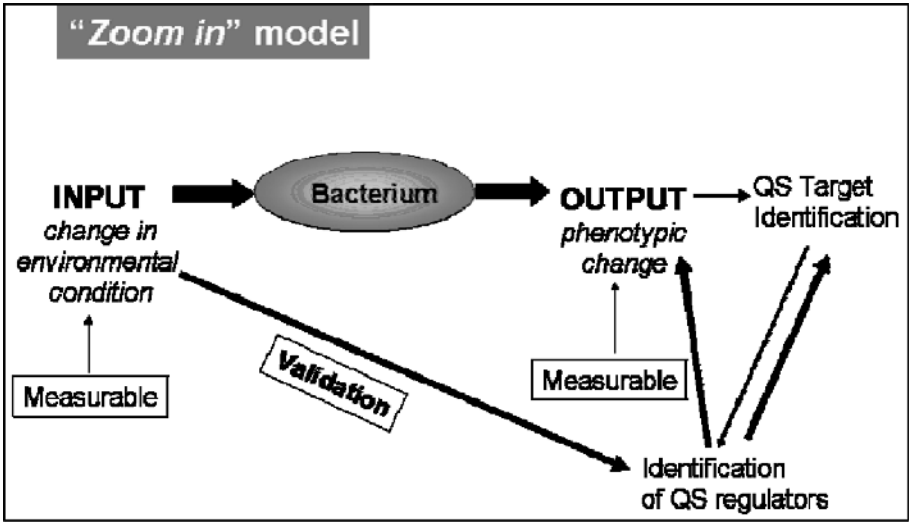 “Zoom in” model
INPUT
change in
environmental
condition
Measurable
Bacterium
OUTPUT
phenotypic
change
Measurable
QS Target
Identification
Validation
Identification
of QS regulators